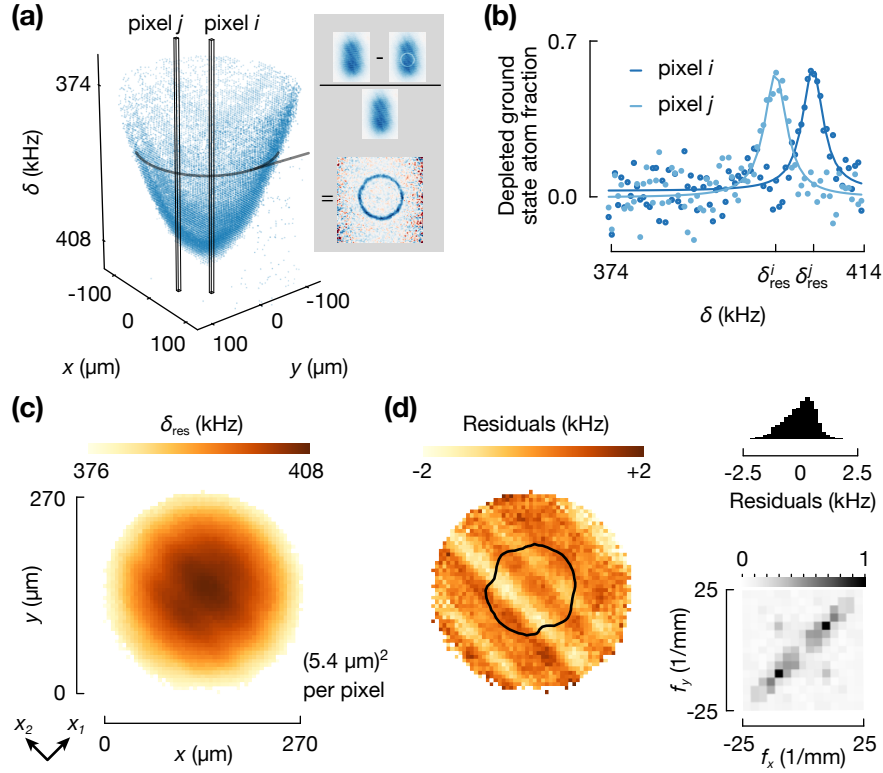 (a)
pixel j pixel i
374
δ (kHz)
408
-100
0
100
x (µm)
100
0
-100
y (µm)
-
=
(b)
0.7
Depleted ground
state atom fraction
0.0
pixel i
pixel j
374
δ^i_res δ^j_res
414
δ (kHz)
(c)
δ_res (kHz)
376
408
270
y (µm)
0
(5.4 µm)²
per pixel
x₂ x₁
0
x (µm)
270
(d)
Residuals (kHz)
-2
+2
-2.5 0 2.5
Residuals (kHz)
0 1
25
f_y (1/mm)
-25
-25 25
f_x (1/mm)